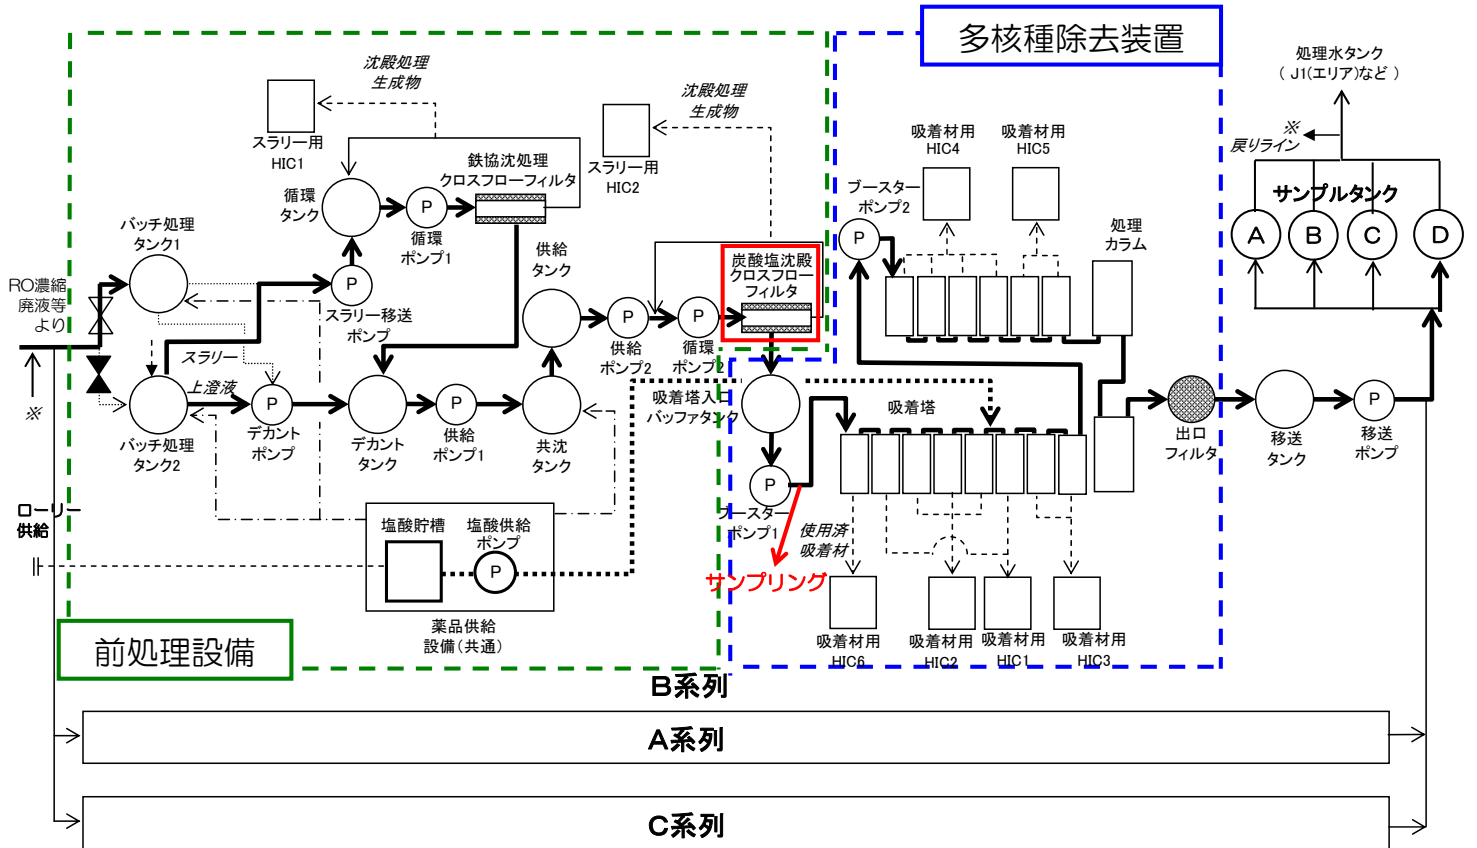 多核種除去装置
処理水タンク
（ J1(エリア)など ）
※
戻りライン
サンプルタンク
A
B
C
D
沈殿処理
生成物
スラリー用
HIC1
沈殿処理
生成物
スラリー用
HIC2
鉄協沈処理
クロスフローフィルタ
循環
タンク
P
循環
ポンプ1
バッチ処理
タンク1
RO濃縮
廃液等
より
※
P
スラリー移送
ポンプ
供給
タンク
炭酸塩沈殿
クロスフロー
フィルタ
P
供給
ポンプ2
P
循環
ポンプ2
吸着材用
HIC4
吸着材用
HIC5
ブースター
ポンプ2
P
処理
カラム
スラリー
上澄液
バッチ処理
タンク2
P
デカント
ポンプ
デカント
タンク
P
供給
ポンプ1
共沈
タンク
吸着塔入口
バッファタンク
吸着塔
P
ブースター
ポンプ1
使用済
吸着材
サンプリング
出口
フィルタ
移送
タンク
P
移送
ポンプ
ローリー
供給
塩酸貯槽
塩酸供給
ポンプ
P
薬品供給
設備（共通）
吸着材用
HIC6
吸着材用
HIC2
吸着材用
HIC1
吸着材用
HIC3
前処理設備
B系列
A系列
C系列